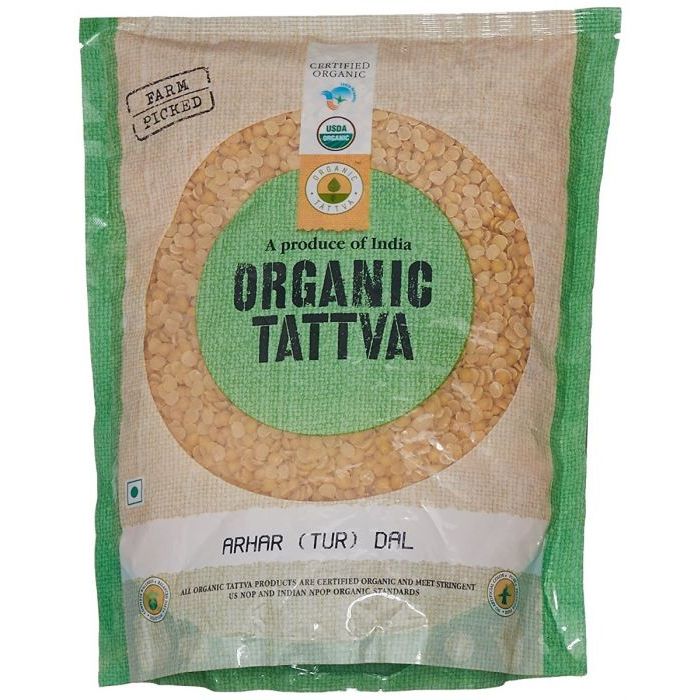 CERTIFIED
ORGANIC
FARM
PICKED
USDA
ORGANIC
ORGANIC
TATTVA
A produce of India
ORGANIC
TATTVA
ARHAR (TUR) DAL
ALL ORGANIC TATTVA PRODUCTS ARE CERTIFIED ORGANIC AND MEET STRINGENT
US NOP AND INDIAN NPOP ORGANIC STANDARDS